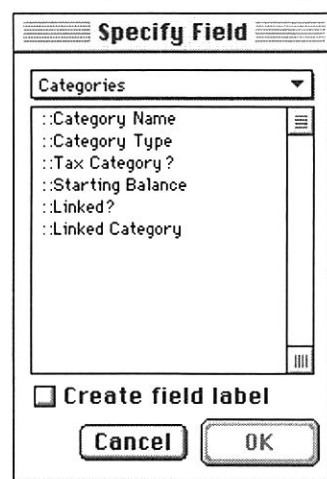 Specify Field
Categories
::Category Name
::Category Type
::Tax Category?
::Starting Balance
::Linked?
::Linked Category
Create field label
Cancel
OK